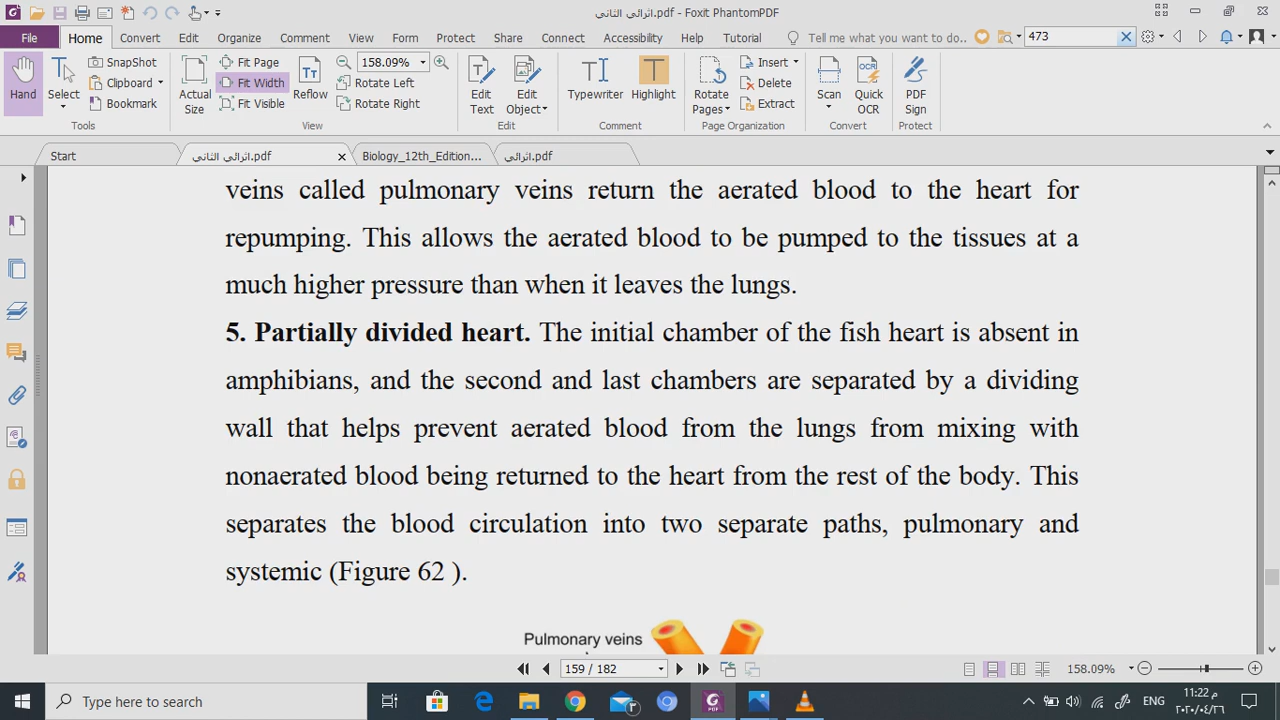 اثرائي الثاني.pdf - Foxit PhantomPDF
File Home Convert Edit Organize Comment View Form Protect Share Connect Accessibility Help Tutorial Tell me what you want to do.. 473
Hand Select SnapShot Clipboard Bookmark Actual Size Fit Page Fit Width Fit Visible Reflow 158.09% Rotate Left Rotate Right Edit Text Edit Object Typewriter Highlight Rotate Pages Insert Delete Extract Scan Quick OCR PDF Sign
Tools View Edit Comment Page Organization Convert Protect
Start اثرائي الثاني.pdf Biology_12th_Edition... اثرائي.pdf
veins called pulmonary veins return the aerated blood to the heart for
repumping. This allows the aerated blood to be pumped to the tissues at a
much higher pressure than when it leaves the lungs.
5. Partially divided heart. The initial chamber of the fish heart is absent in
amphibians, and the second and last chambers are separated by a dividing
wall that helps prevent aerated blood from the lungs from mixing with
nonaerated blood being returned to the heart from the rest of the body. This
separates the blood circulation into two separate paths, pulmonary and
systemic (Figure 62 ).
Pulmonary veins
159 / 182 158.09%
Type here to search ENG م 11:22
٢٠٢٠/٠٤/٢٦